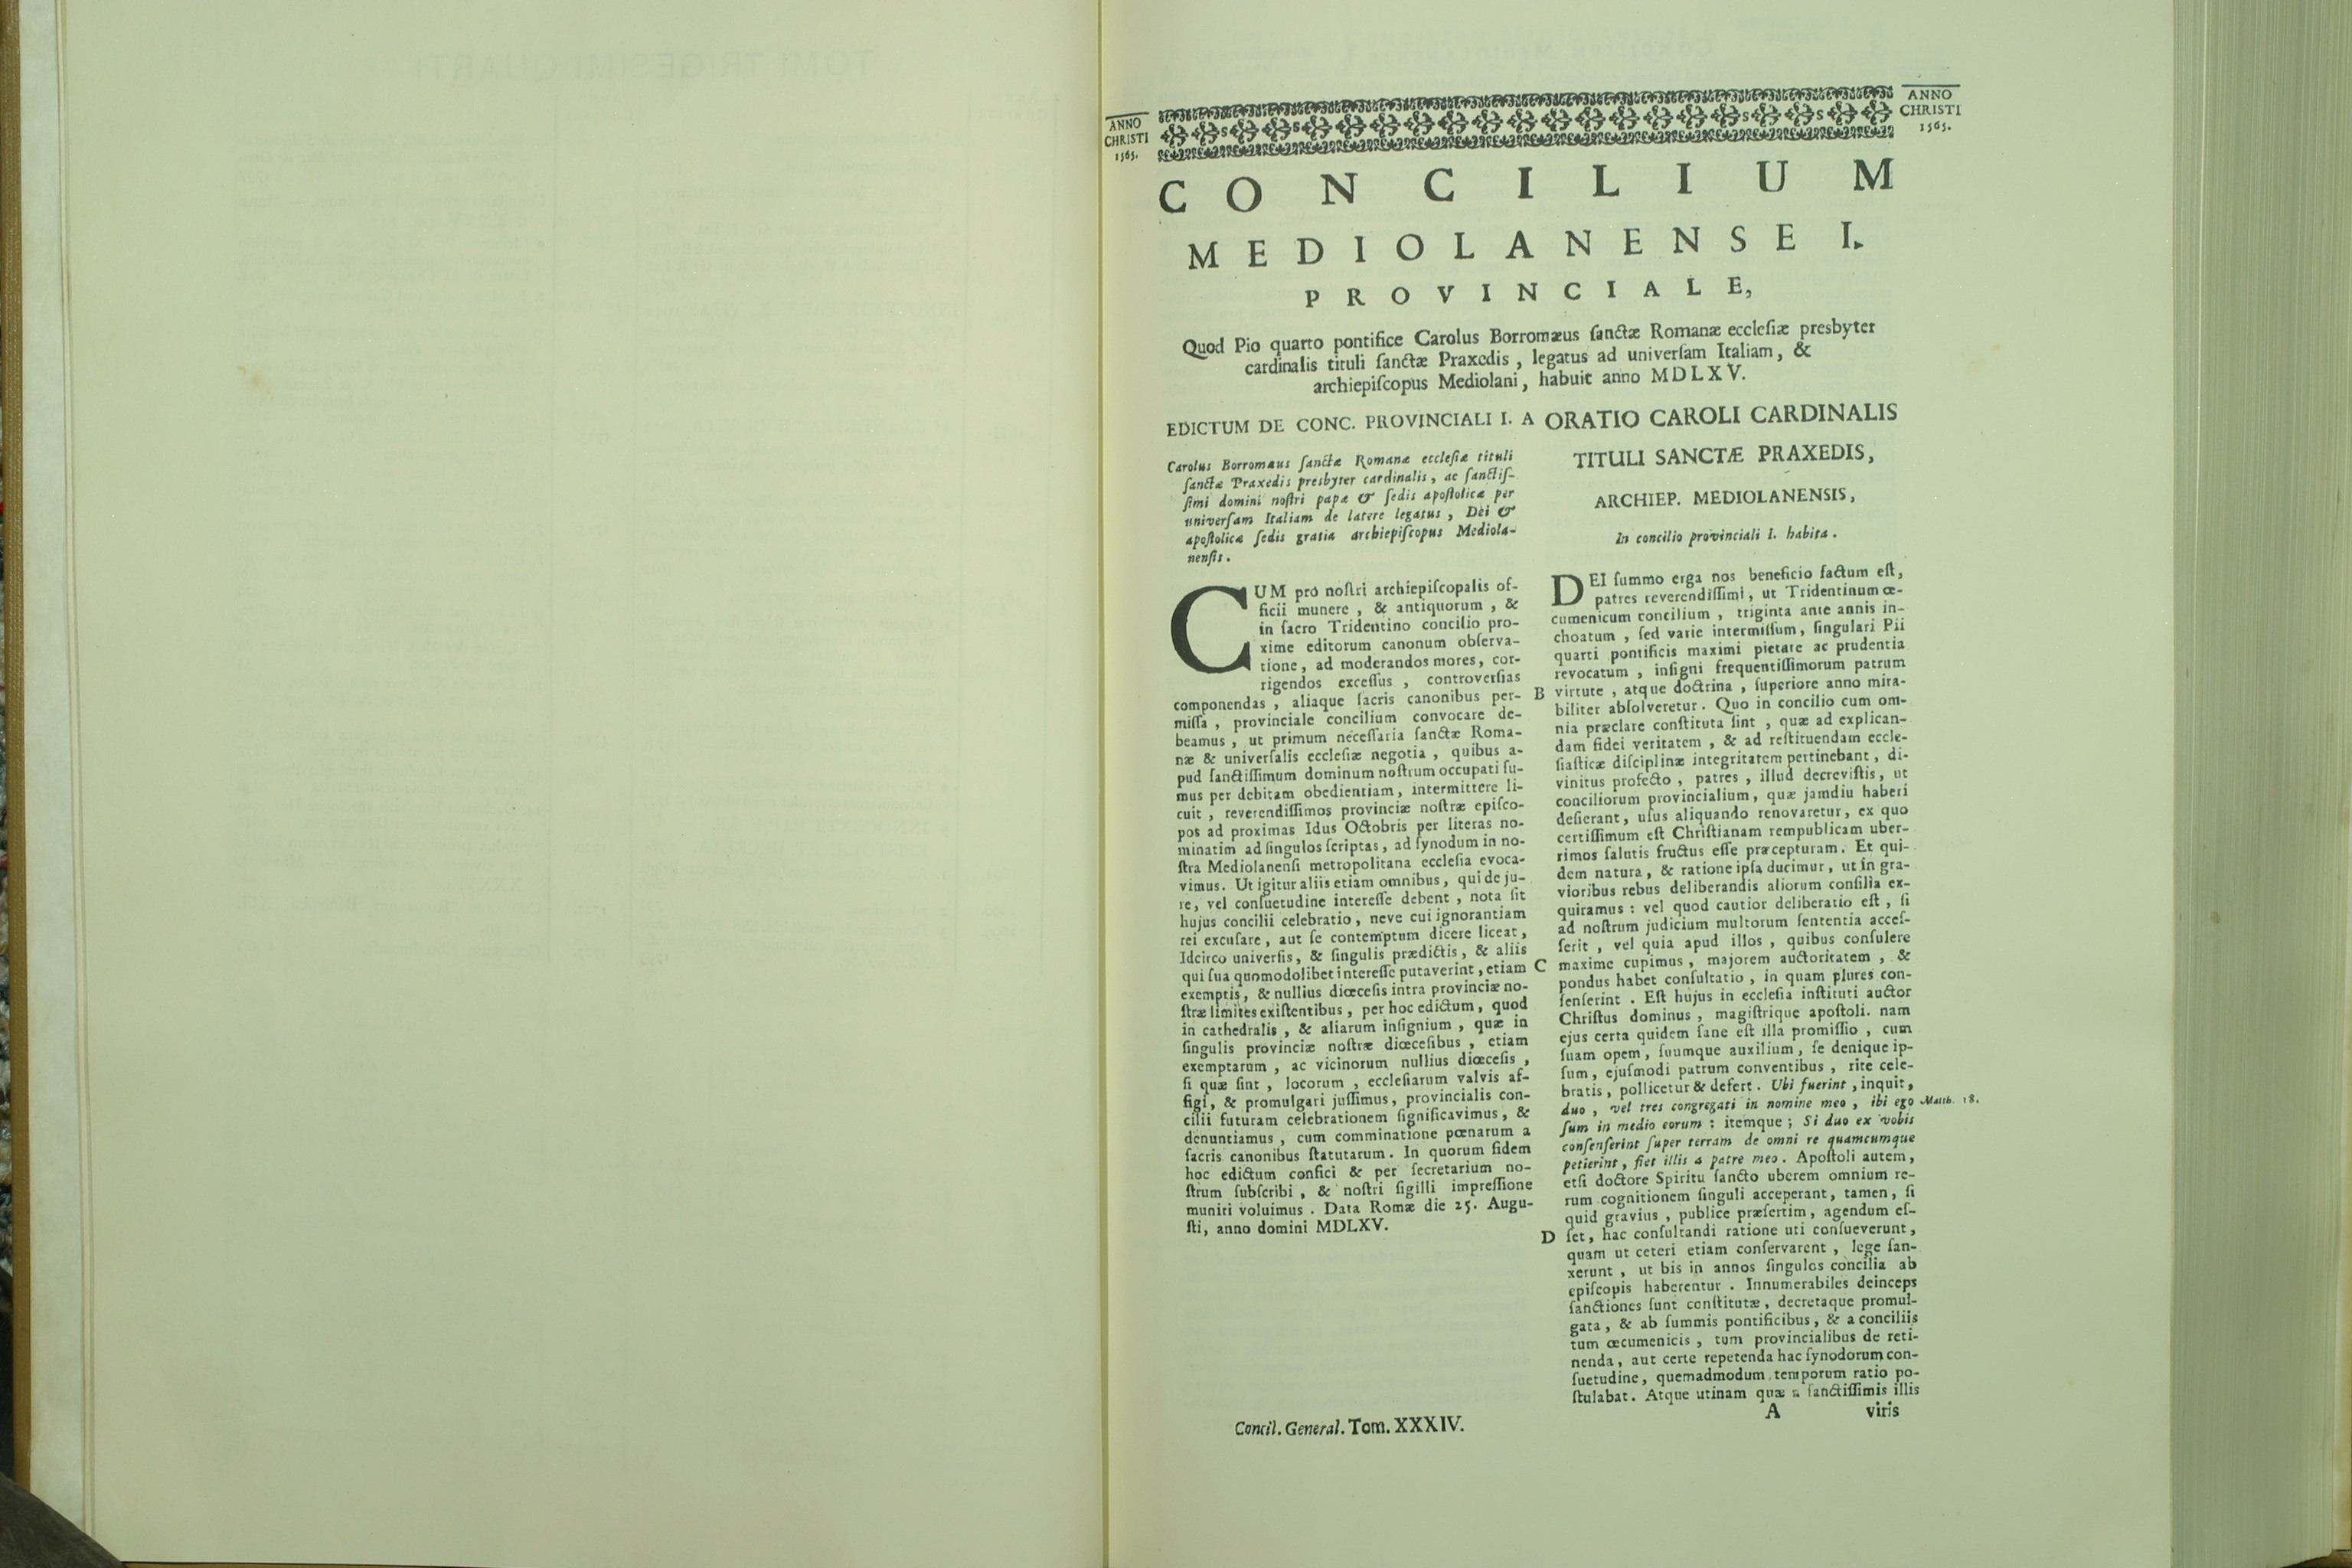 ANNO
CHRISTI
1565.
ANNO
CHRISTI
1565.
CONCILIUM
MEDIOLANENSE I.
PROVINCIALE,
Quod Pio quarto pontifice Carolus Borromæus ſanctæ Romanæ eccleſiæ presbyter
cardinalis tituli ſanctæ Praxedis, legatus ad univerſam Italiam, &
archiepiſcopus Mediolani, habuit anno MDLXV.
EDICTUM DE CONC. PROVINCIALI I.
Carolus Borromæus ſanctæ Romanæ eccleſiæ tituli
ſanctæ Praxedis presbyter cardinalis, ac ſanctiſ-
ſimi domini noſtri papæ & ſedis apoſtolicæ per
univerſam Italiam de latere legatus, Dei &
apoſtolicæ ſedis gratia archiepiſcopus Mediola-
nenſis.
CUM pro noſtri archiepiſcopalis of-
ficii munere, & antiquorum, &
in ſacro Tridentino concilio pro-
xime editorum canonum obſerva-
tione, ad moderandos mores, cor-
rigendos exceſſus, controverſias
componendas, aliaque ſacris canonibus per-
miſſa, provinciale concilium convocare de-
beamus, ut primum neceſſaria ſanctæ Roma-
næ & univerſalis eccleſiæ negotia, quibus a-
pud ſanctiſſimum dominum noſtrum occupati ſu-
mus per debitam obedientiam, intermittere li-
cuit, reverendiſſimos provinciæ noſtræ epiſco-
pos ad proximas Idus Octobris per literas no-
minatim ad ſingulos ſcriptas, ad ſynodum in no-
ſtra Mediolanenſi metropolitana eccleſia evoca-
vimus. Ut igitur aliis etiam omnibus, qui de ju-
re, vel conſuetudine intereſſe debent, nota ſit
hujus concilii celebratio, neve cui ignorantiam
rei excuſare, aut ſe contemptum dicere liceat,
Idcirco univerſis, & ſingulis prædictis, & aliis
qui ſua quomodolibet intereſſe putaverint, etiam
exemptis, & nullius diœceſis intra provinciæ no-
ſtræ limites exiſtentibus, per hoc edictum, quod
in cathedralis, & aliarum inſignium, quæ in
ſingulis provinciæ noſtræ diœceſibus, etiam
exemptarum, ac vicinorum nullius diœceſis,
ſi quæ ſint, locorum, eccleſiarum valvis af-
figi, & promulgari juſſimus, provincialis con-
cilii futuram celebrationem ſignificavimus, &
denuntiamus, cum comminatione pœnarum a
ſacris canonibus ſtatutarum. In quorum fidem
hoc edictum confici & per ſecretarium no-
ſtrum ſubſcribi, & noſtri ſigilli impreſſione
muniri voluimus. Data Romæ die 25. Augu-
ſti, anno domini MDLXV.
A
B
C
D
ORATIO CAROLI CARDINALIS
TITULI SANCTÆ PRAXEDIS,
ARCHIEP. MEDIOLANENSIS,
In concilio provinciali I. habita.
DEI ſummo erga nos beneficio factum eſt,
patres reverendiſſimi, ut Tridentinum œ-
cumenicum concilium, triginta ante annis in-
choatum, ſed varie intermiſſum, ſingulari Pii
quarti pontificis maximi pietate ac prudentia
revocatum, inſigni frequentiſſimorum patrum
virtute, atque doctrina, ſuperiore anno mira-
biliter abſolveretur. Quo in concilio cum om-
nia præclare conſtituta ſint, quæ ad explican-
dam fidei veritatem, & ad reſtituendam eccle-
ſiaſticæ diſciplinæ integritatem pertinebant, di-
vinitus profecto, patres, illud decreviſtis, ut
conciliorum provincialium, quæ jamdiu haberi
deſierant, uſus aliquando renovaretur, ex quo
certiſſimum eſt Chriſtianam rempublicam uber-
rimos ſalutis fructus eſſe præcepturam. Et qui-
dem natura, & ratione ipſa ducimur, ut in gra-
vioribus rebus deliberandis aliorum conſilia ex-
quiramus: vel quod cautior deliberatio eſt, ſi
ad noſtrum judicium multorum ſententia acceſ-
ſerit, vel quia apud illos, quibus conſulere
maxime cupimus, majorem auctoritatem, &
pondus habet conſultatio, in quam plures con-
ſenſerint. Eſt hujus in eccleſia inſtituti auctor
Chriſtus dominus, magiſtrique apoſtoli. nam
ejus certa quidem ſane eſt illa promiſſio, cum
ſuam opem, ſuumque auxilium, ſe denique ip-
ſum, ejuſmodi patrum conventibus, rite cele-
bratis, pollicetur & defert. Ubi fuerint, inquit,
duo, vel tres congregati in nomine meo, ibi ego
Matth. 18.
ſum in medio eorum: itemque; Si duo ex vobis
conſenſerint ſuper terram de omni re quamcumque
petierint, fiet illis a patre meo. Apoſtoli autem,
etſi doctore Spiritu ſancto uberem omnium re-
rum cognitionem ſinguli acceperant, tamen, ſi
quid gravius, publice præſertim, agendum eſ-
ſet, hac conſultandi ratione uti conſueverunt,
quam ut ceteri etiam conſervarent, lege ſan-
xerunt, ut bis in annos ſingulos concilia ab
epiſcopis haberentur. Innumerabiles deinceps
ſanctiones ſunt conſtitutæ, decretaque promul-
gata, & ab ſummis pontificibus, & a conciliis
tum œcumenicis, tum provincialibus de reti-
nenda, aut certe repetenda hac ſynodorum con-
ſuetudine, quemadmodum temporum ratio po-
ſtulabat. Atque utinam quæ a ſanctiſſimis illis
Concil. General. Tom. XXXIV.
A
viris